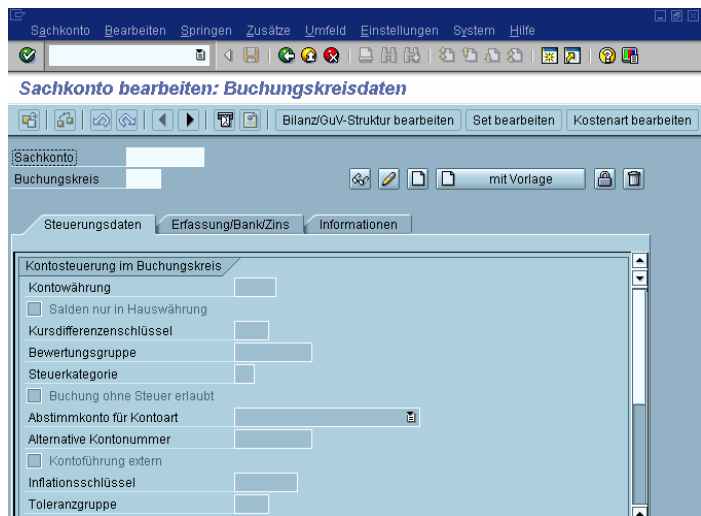 Sachkonto Bearbeiten Springen Zusätze Umfeld Einstellungen System Hilfe
Sachkonto bearbeiten: Buchungskreisdaten
Bilanz/GuV-Struktur bearbeiten Set bearbeiten Kostenart bearbeiten
Sachkonto
Buchungskreis mit Vorlage
Steuerungsdaten Erfassung/Bank/Zins Informationen
Kontosteuerung im Buchungskreis
Kontowährung
Salden nur in Hauswährung
Kursdifferenzenschlüssel
Bewertungsgruppe
Steuerkategorie
Buchung ohne Steuer erlaubt
Abstimmkonto für Kontoart
Alternative Kontonummer
Kontoführung extern
Inflationsschlüssel
Toleranzgruppe